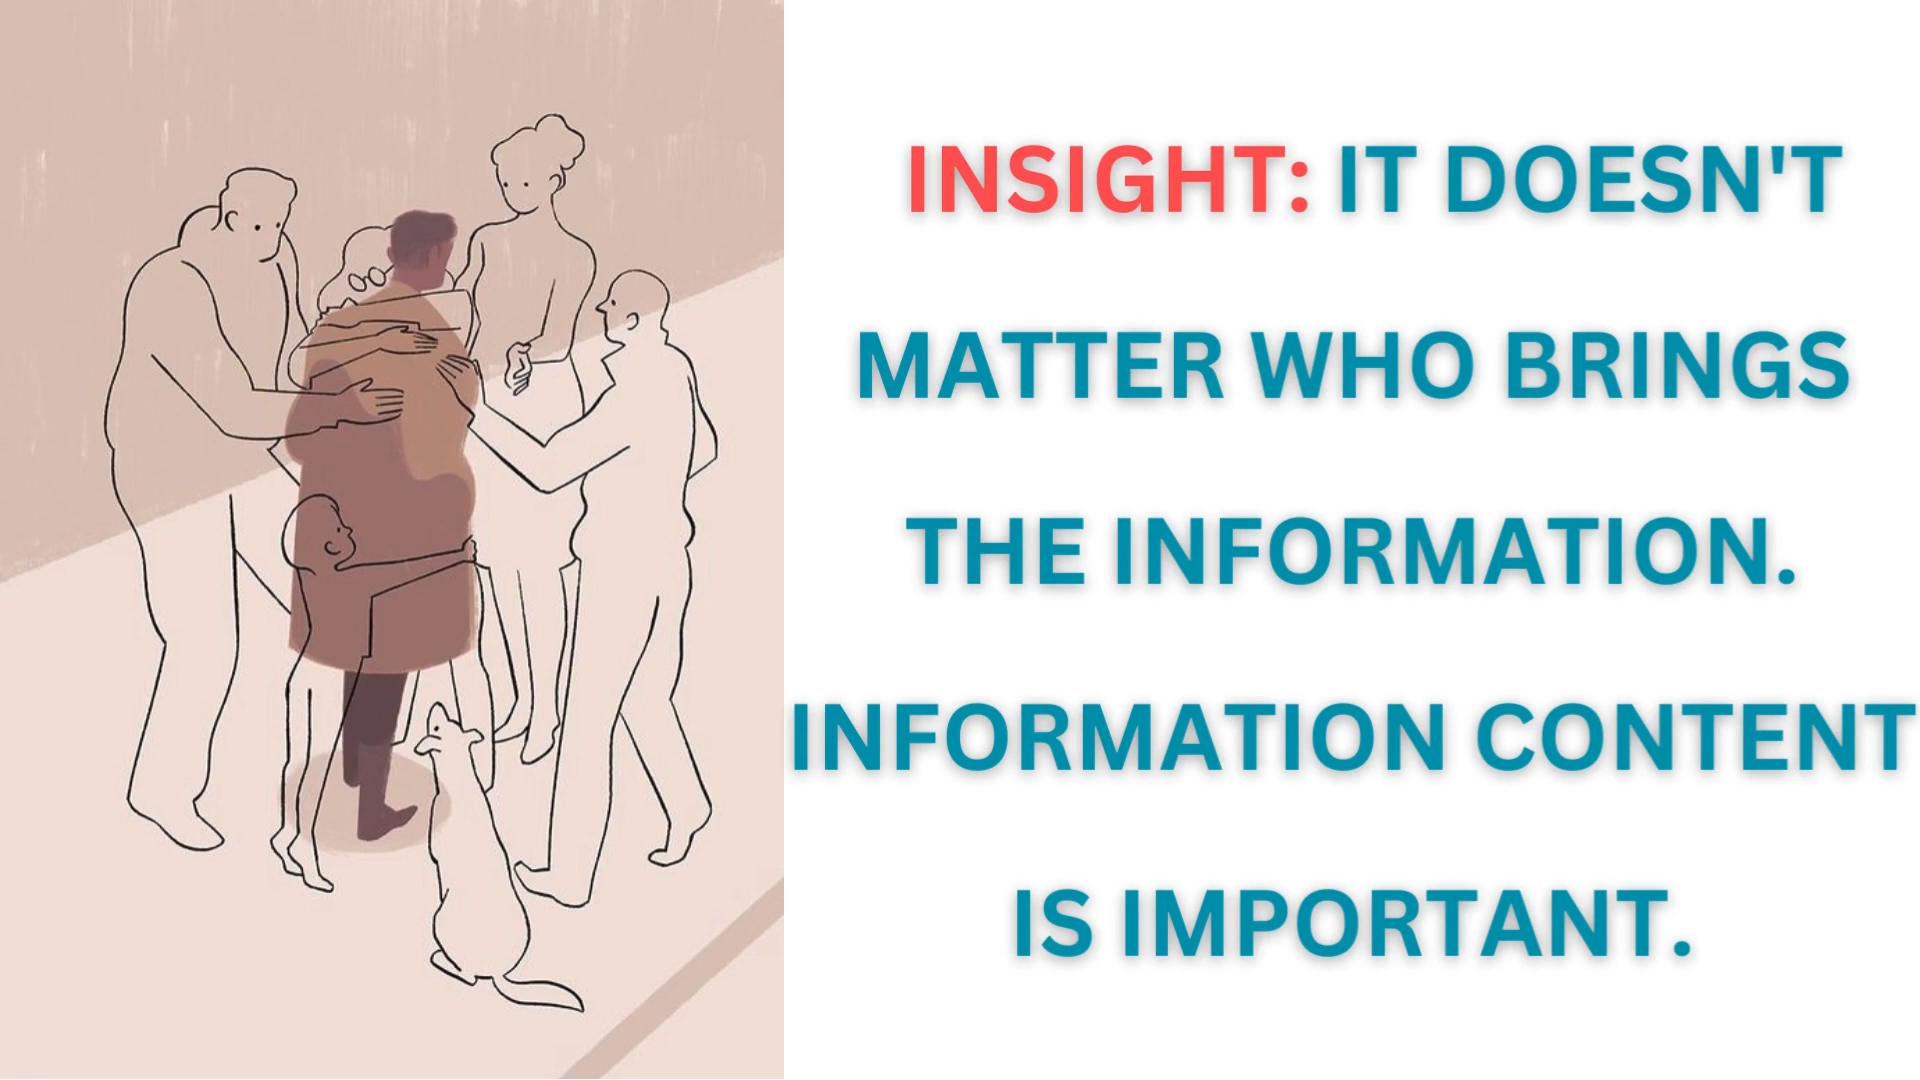 INSIGHT: IT DOESN'T
MATTER WHO BRINGS
THE INFORMATION.
INFORMATION CONTENT
IS IMPORTANT.